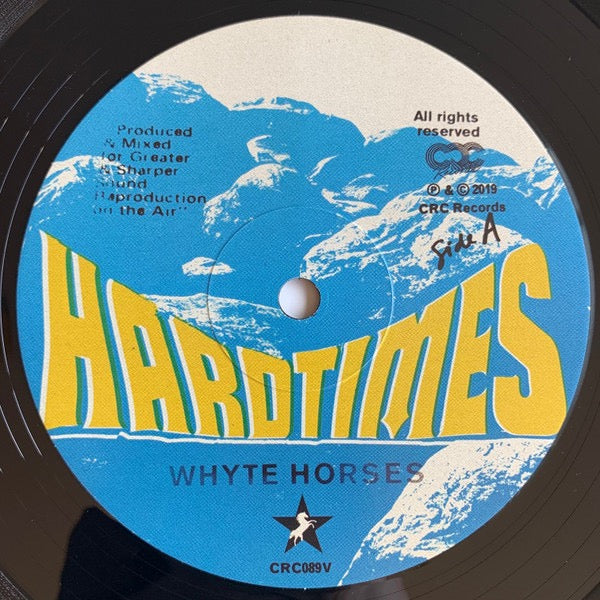 Produced
& Mixed
for Greater
& Sharper
Sound
Reproduction
on the Air"
All rights
reserved
CRC
Ⓟ & © 2019
CRC Records
Side A
HARDTIMES
WHYTE HORSES
CRC089V